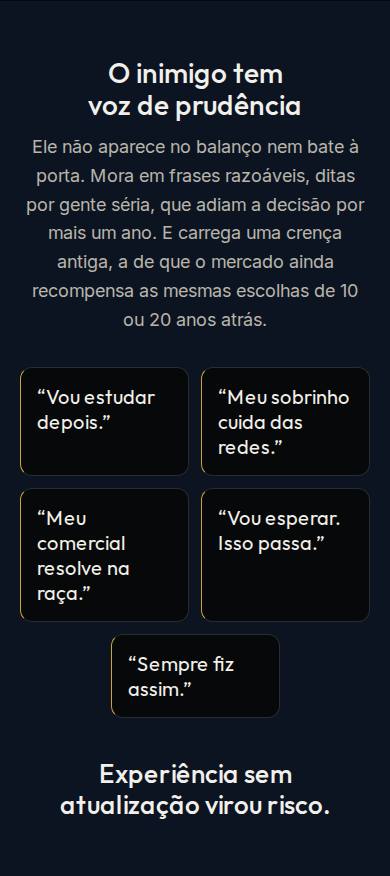 O inimigo tem
voz de prudência
Ele não aparece no balanço nem bate à
porta. Mora em frases razoáveis, ditas
por gente séria, que adiam a decisão por
mais um ano. E carrega uma crença
antiga, a de que o mercado ainda
recompensa as mesmas escolhas de 10
ou 20 anos atrás.
“Vou estudar
depois.”
“Meu sobrinho
cuida das
redes.”
“Meu
comercial
resolve na
raça.”
“Vou esperar.
Isso passa.”
“Sempre fiz
assim.”
Experiência sem
atualização virou risco.